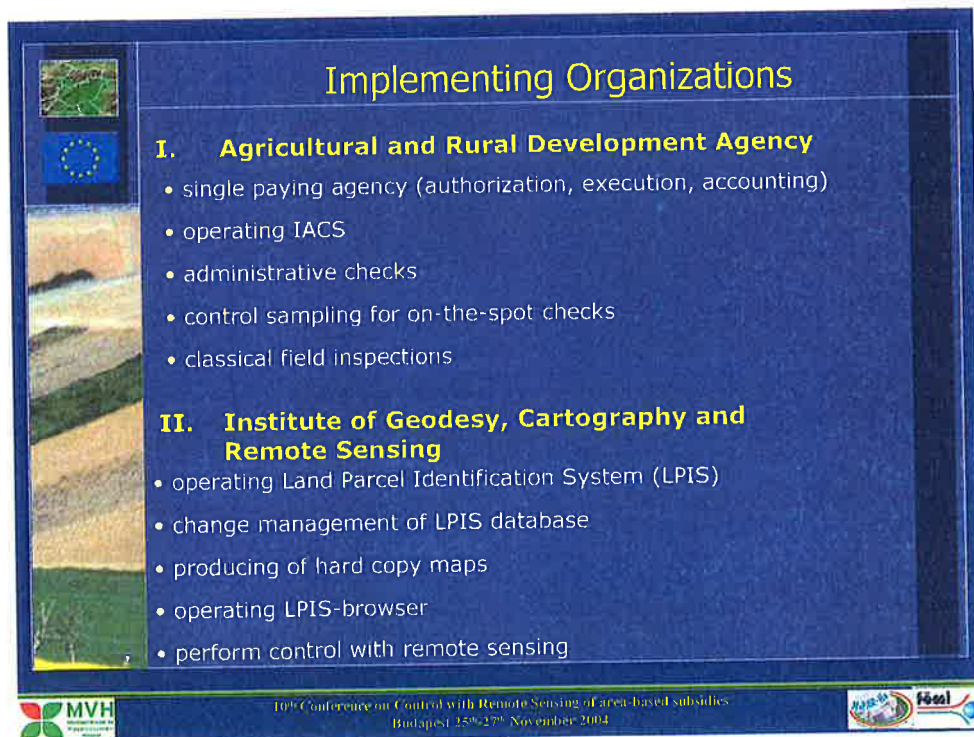 Implementing Organizations
I. Agricultural and Rural Development Agency
• single paying agency (authorization, execution, accounting)
• operating IACS
• administrative checks
• control sampling for on-the-spot checks
• classical field inspections
II. Institute of Geodesy, Cartography and
Remote Sensing
• operating Land Parcel Identification System (LPIS)
• change management of LPIS database
• producing of hard copy maps
• operating LPIS-browser
• perform control with remote sensing
MVH
10th Conference on Control with Remote Sensing of area-based subsidies
Budapest 25th-27th November 2004